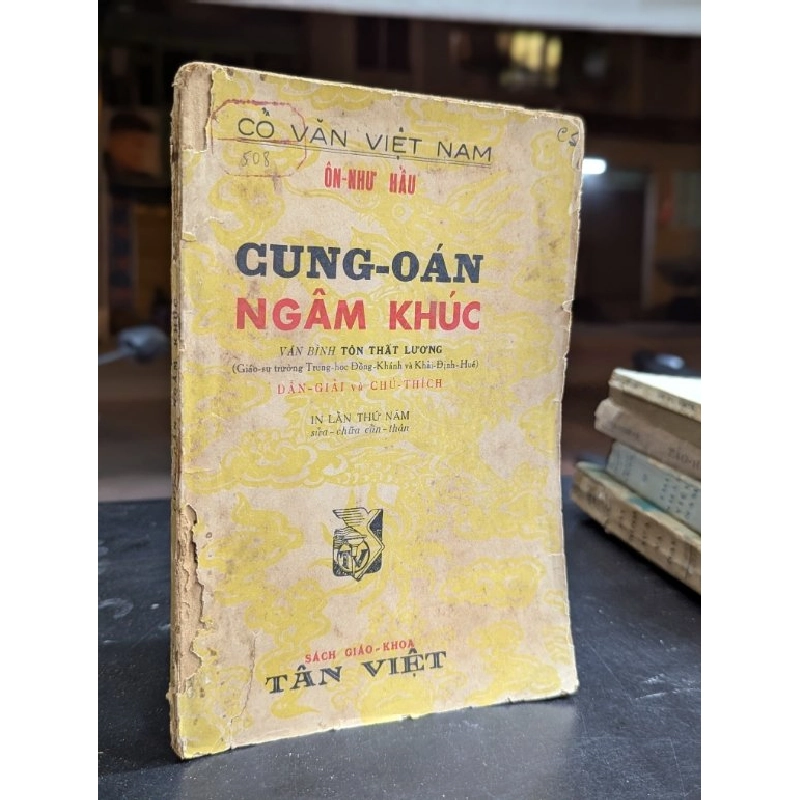 CỔ VĂN VIỆT NAM
508
ÔN-NHƯ HẦU
CUNG-OÁN
NGÂM KHÚC
VÂN BÌNH TÔN THẤT LƯƠNG
(Giáo-sư trường Trung-học Đồng-Khánh và Khải-Định-Huế)
DẪN-GIẢI và CHÚ-THÍCH
IN LẦN THỨ NĂM
sửa-chữa cẩn-thận
SÁCH GIÁO-KHOA
TÂN VIỆT